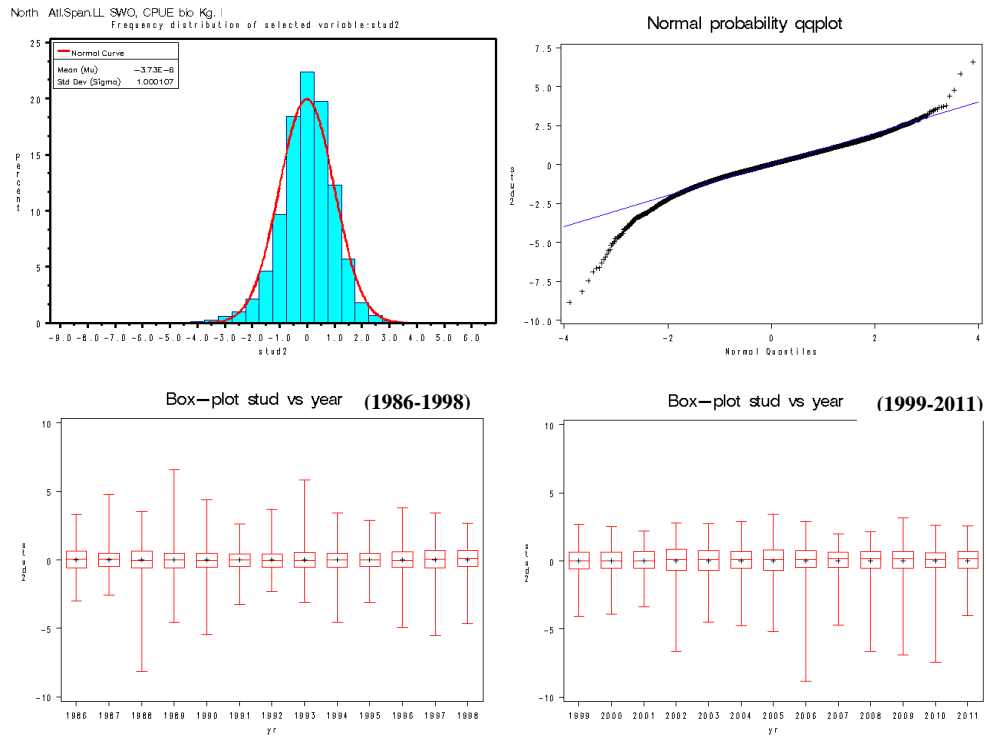 North Atl.Span.LL SWO, CPUE bio Kg.
Frequency distribution of selected variable:stud2
Normal Curve
Mean (Mu) -3.73E-6
Std Dev (Sigma) 1.000107
25
20
15
10
5
0
Percent
-9.0 -8.0 -7.0 -6.0 -5.0 -4.0 -3.0 -2.0 -1.0 0.0 1.0 2.0 3.0 4.0 5.0 6.0
stud2
Normal probability qqplot
7.5
5.0
2.5
0
-2.5
-5.0
-7.5
-10.0
stud2
-4 -2 0 2 4
Normal Quantiles
Box-plot stud vs year (1986-1998)
10
5
0
-5
-10
stud2
1986 1987 1988 1989 1990 1991 1992 1993 1994 1995 1996 1997 1998
yr
Box-plot stud vs year (1999-2011)
10
5
0
-5
-10
stud2
1999 2000 2001 2002 2003 2004 2005 2006 2007 2008 2009 2010 2011
yr